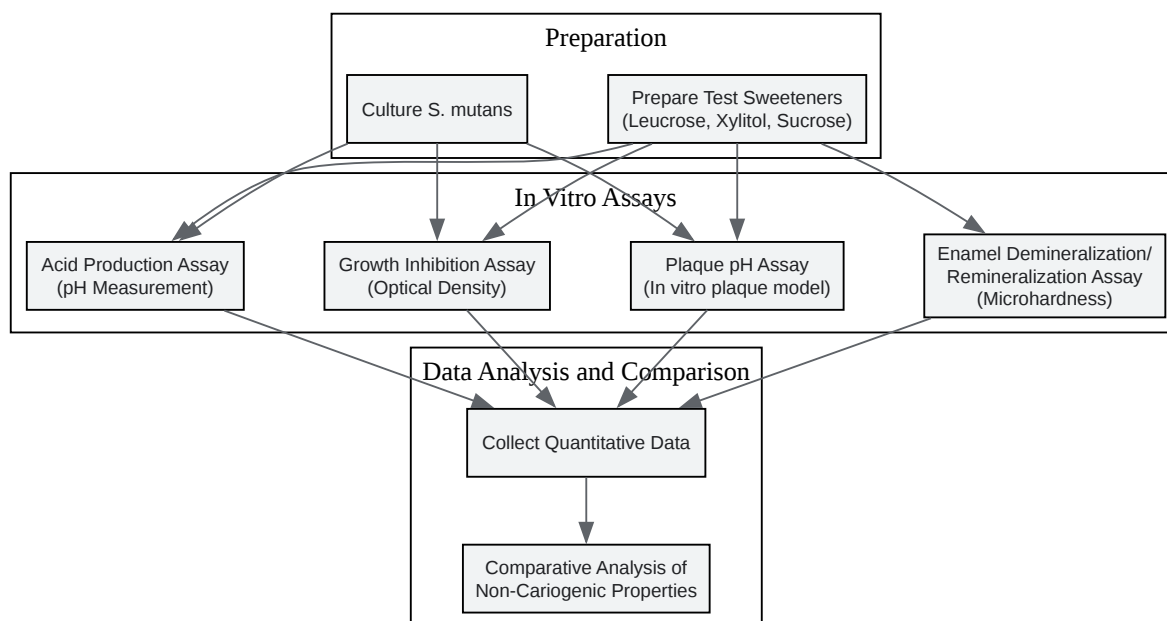 Preparation
Culture S. mutans
Prepare Test Sweeteners
(Leucrose, Xylitol, Sucrose)
In Vitro Assays
Acid Production Assay
(pH Measurement)
Growth Inhibition Assay
(Optical Density)
Plaque pH Assay
(In vitro plaque model)
Enamel Demineralization/
Remineralization Assay
(Microhardness)
Data Analysis and Comparison
Collect Quantitative Data
Comparative Analysis of
Non-Cariogenic Properties